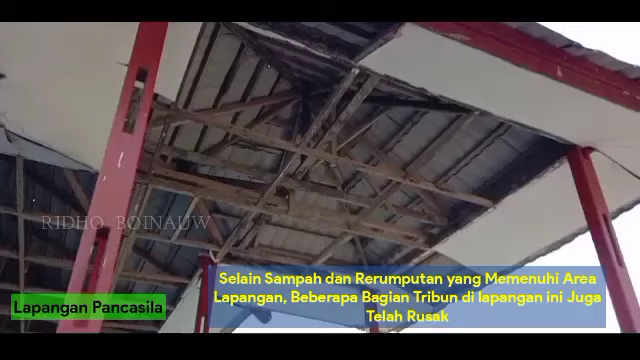 RIDHO BOINAUW
Selain Sampah dan Rerumputan yang Memenuhi Area
Lapangan, Beberapa Bagian Tribun di lapangan ini Juga
Telah Rusak
Lapangan Pancasila